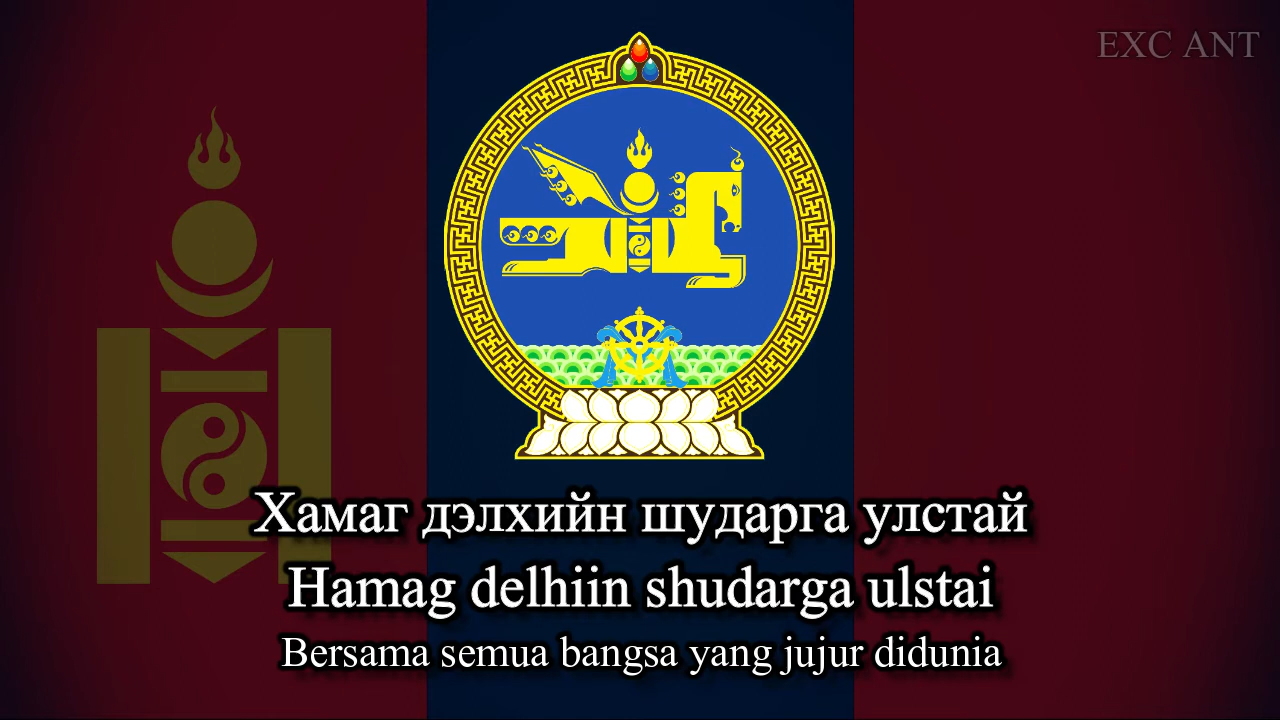 EXC ANT
Хамаг дэлхийн шударга улстай
Hamag delhiin shudarga ulstai
Bersama semua bangsa yang jujur didunia